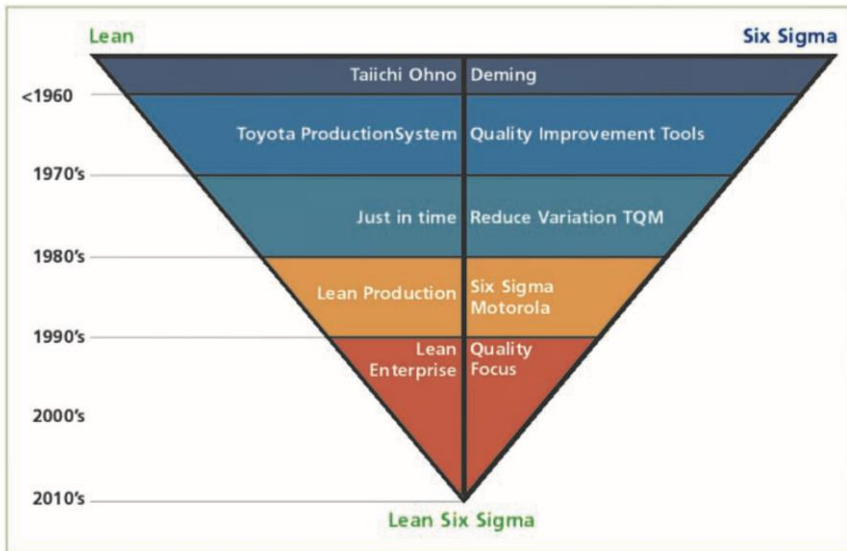 Lean
Six Sigma
<1960
Taiichi Ohno
Deming
Toyota ProductionSystem
Quality Improvement Tools
1970's
Just in time
Reduce Variation TQM
1980's
Lean Production
Six Sigma
Motorola
1990's
Lean
Enterprise
Quality
Focus
2000's
2010's
Lean Six Sigma